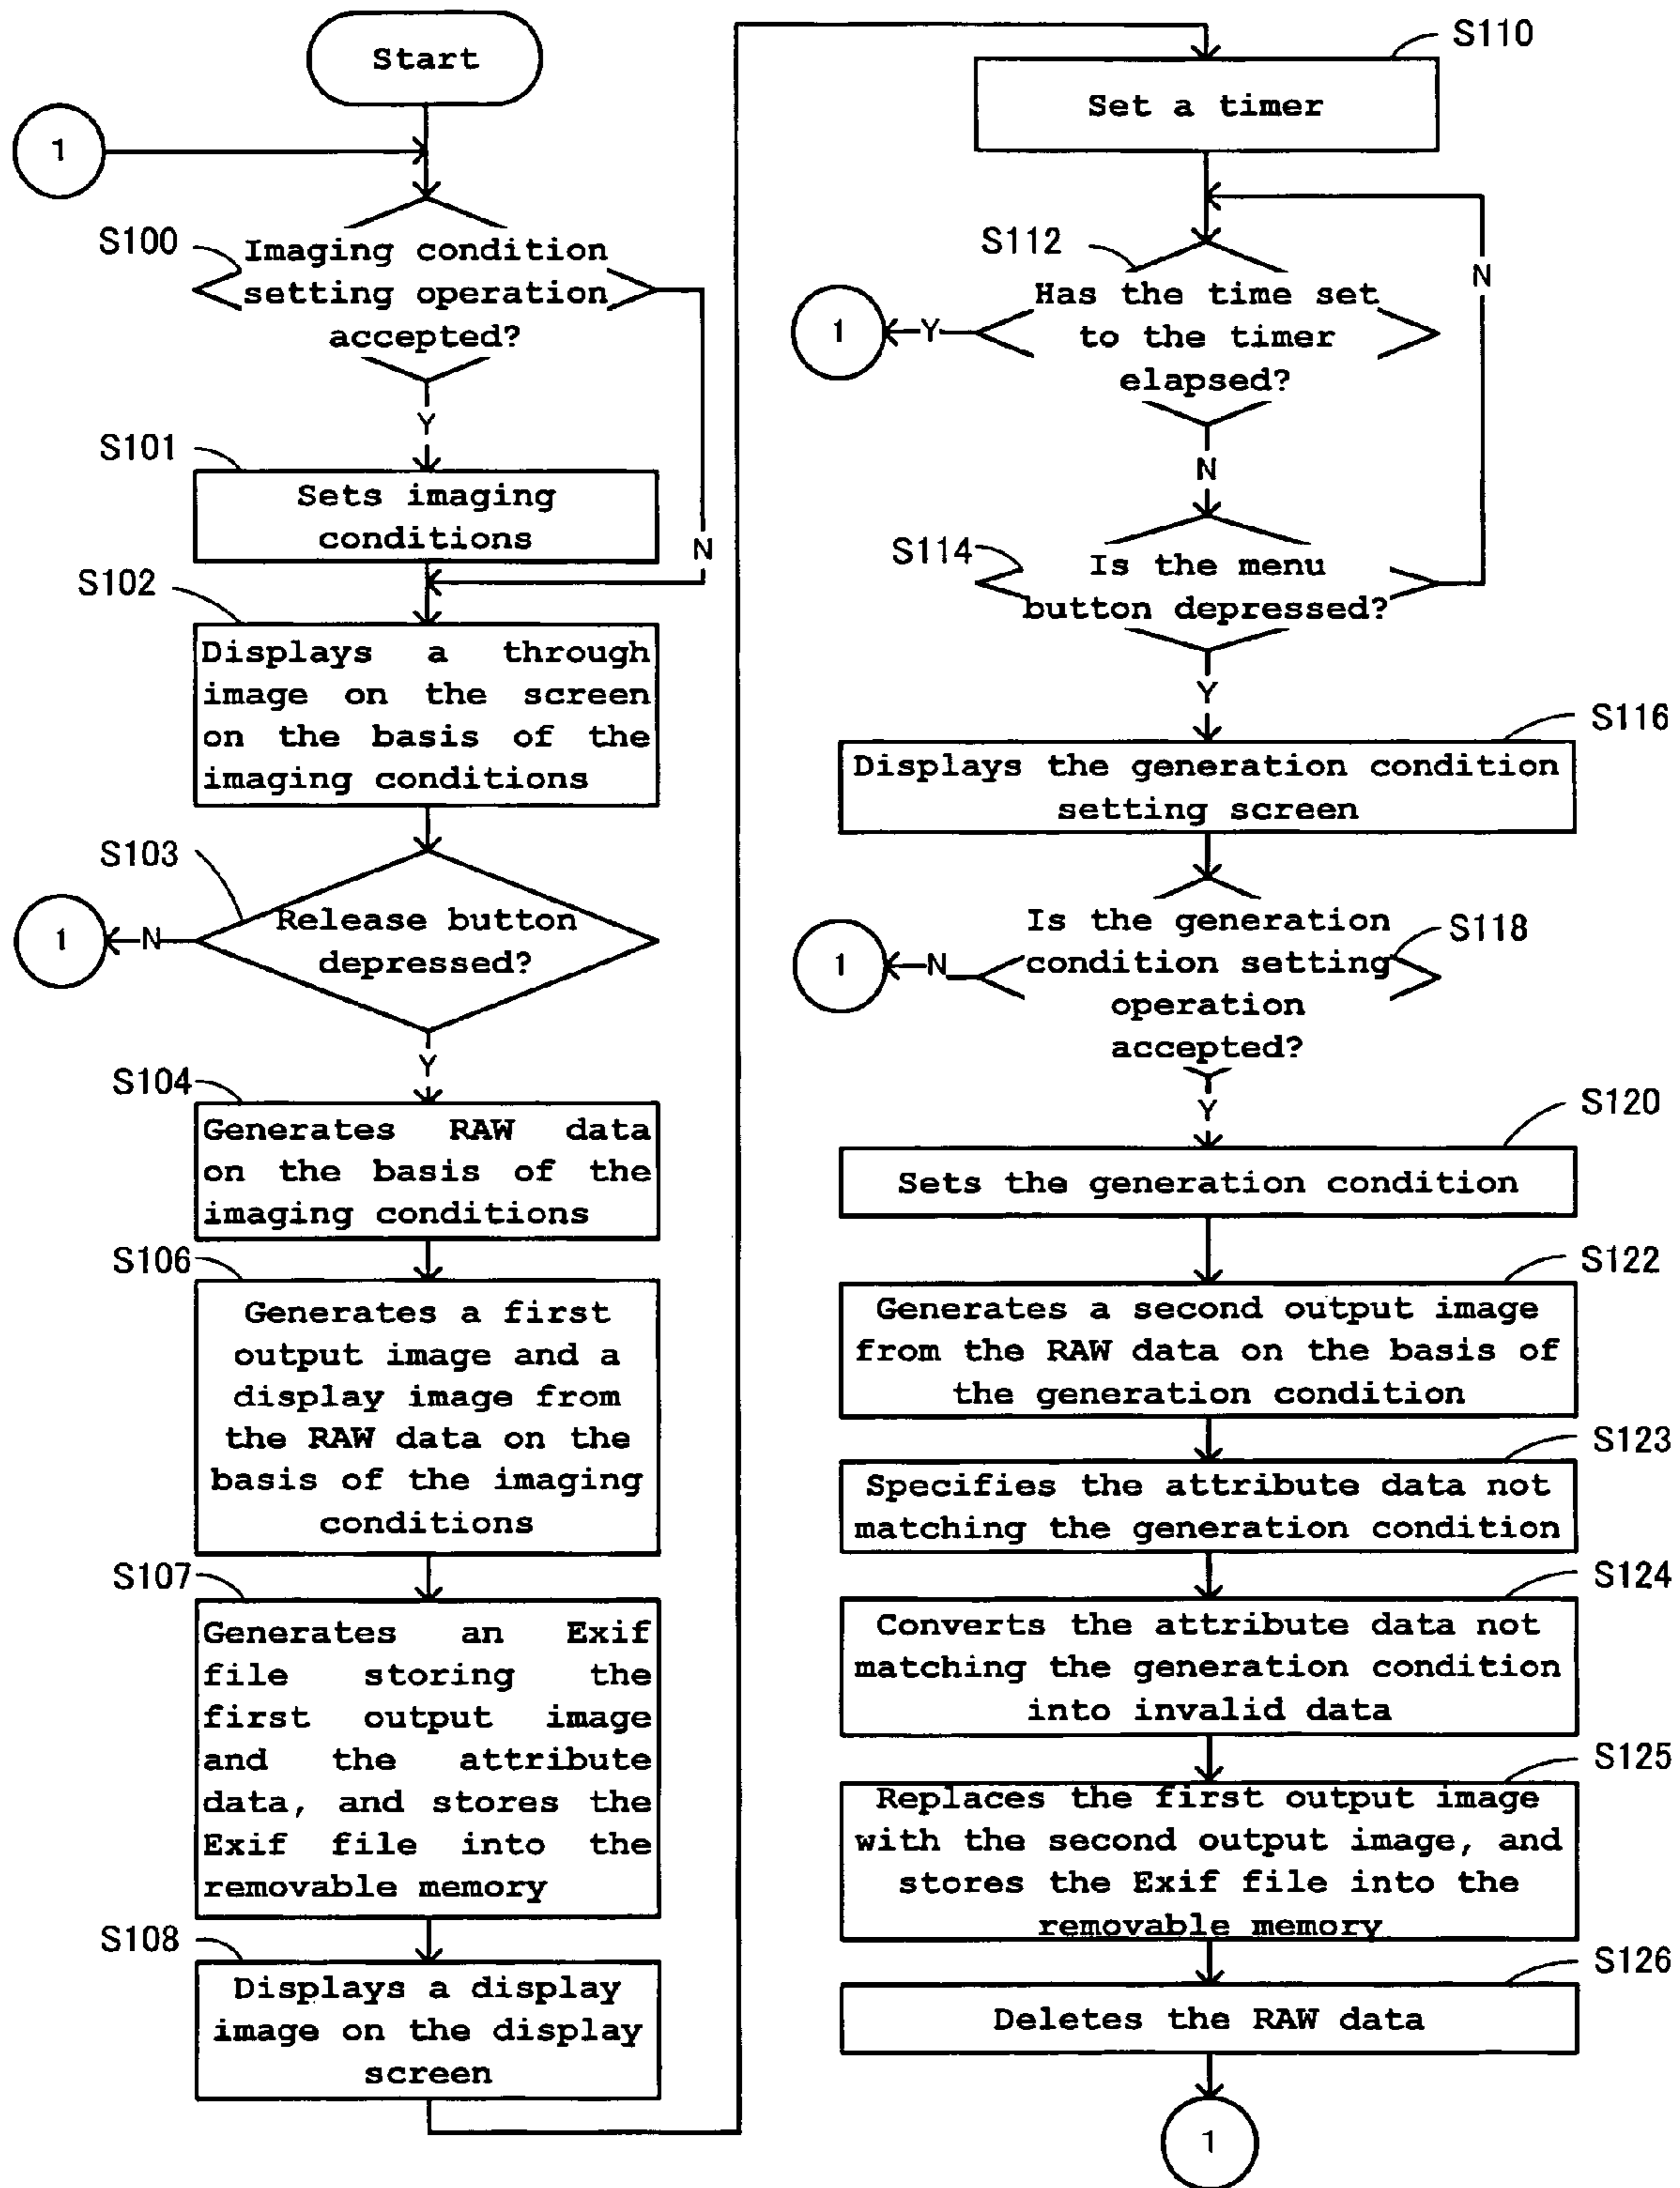 Start
1
S100
Imaging condition
setting operation
accepted?
Y
N
S101
Sets imaging
conditions
S102
Displays a through
image on the screen
on the basis of the
imaging conditions
S103
Release button
depressed?
1
N
Y
S104
Generates RAW data
on the basis of the
imaging conditions
S106
Generates a first
output image and a
display image from
the RAW data on the
basis of the imaging
conditions
S107
Generates an Exif
file storing the
first output image
and the attribute
data, and stores the
Exif file into the
removable memory
S108
Displays a display
image on the display
screen
S110
Set a timer
S112
Has the time set
to the timer
elapsed?
1
Y
N
N
S114
Is the menu
button depressed?
Y
S116
Displays the generation condition
setting screen
S118
Is the generation
condition setting
operation
accepted?
1
N
Y
S120
Sets the generation condition
S122
Generates a second output image
from the RAW data on the basis of
the generation condition
S123
Specifies the attribute data not
matching the generation condition
S124
Converts the attribute data not
matching the generation condition
into invalid data
S125
Replaces the first output image
with the second output image, and
stores the Exif file into the
removable memory
S126
Deletes the RAW data
1